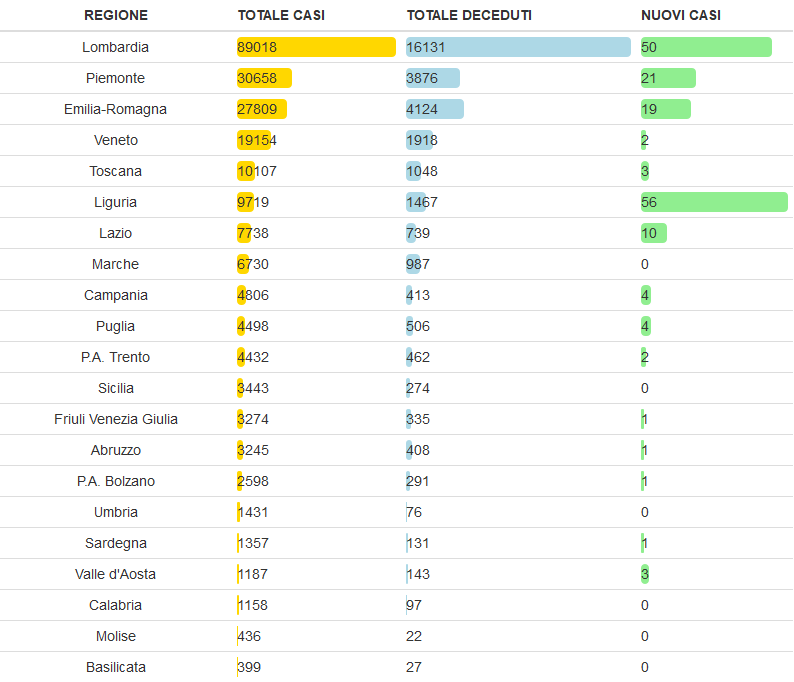 REGIONE TOTALE CASI TOTALE DECEDUTI NUOVI CASI
Lombardia 89018 16131 50
Piemonte 30658 3876 21
Emilia-Romagna 27809 4124 19
Veneto 19154 1918 2
Toscana 10107 1048 3
Liguria 9719 1467 56
Lazio 7738 739 10
Marche 6730 987 0
Campania 4806 413 4
Puglia 4498 506 4
P.A. Trento 4432 462 2
Sicilia 3443 274 0
Friuli Venezia Giulia 3274 335 1
Abruzzo 3245 408 1
P.A. Bolzano 2598 291 1
Umbria 1431 76 0
Sardegna 1357 131 1
Valle d'Aosta 1187 143 3
Calabria 1158 97 0
Molise 436 22 0
Basilicata 399 27 0